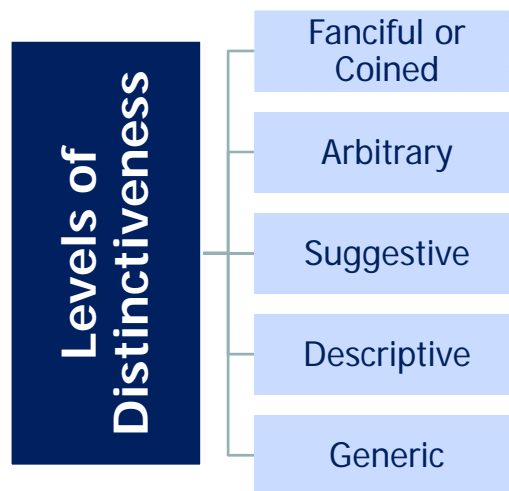 Levels of
Distinctiveness
Fanciful or
Coined
Arbitrary
Suggestive
Descriptive
Generic